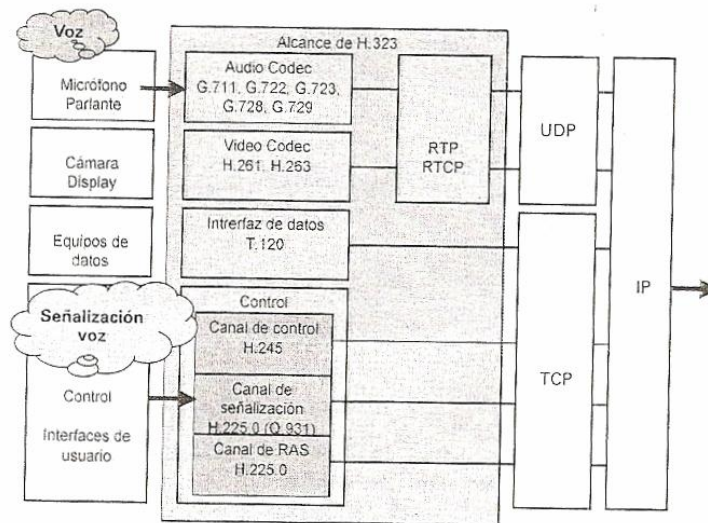 Voz
Micrófono
Parlante
Cámara
Display
Equipos de
datos
Señalización
voz
Control
Interfaces de
usuario
Alcance de H.323
Audio Codec
G.711, G.722, G.723,
G.728, G.729
Video Codec
H.261, H.263
Intrerfaz de datos
T.120
Control
Canal de control
H.245
Canal de
señalización
H.225.0 (Q.931)
Canal de RAS
H.225.0
RTP
RTCP
UDP
TCP
IP